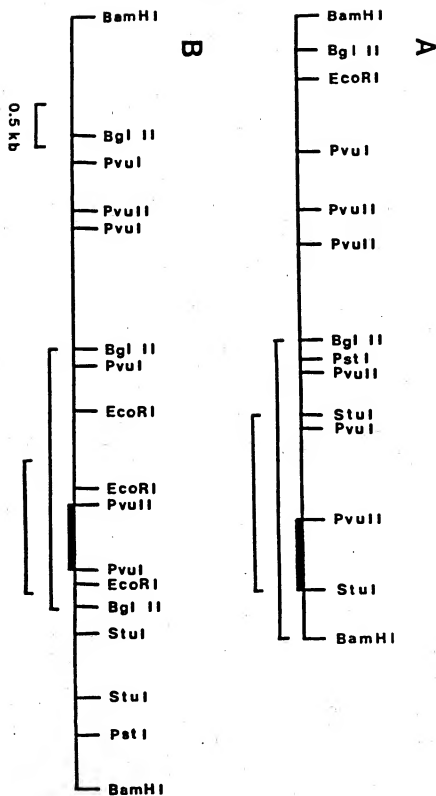 A
BamHI
Bgl II
EcoRI
PvuI
PvuII
PvuII
Bgl II
PstI
PvuII
StuI
PvuI
PvuII
StuI
BamHI
B
0.5 kb
BamHI
Bgl II
PvuI
PvuII
PvuI
Bgl II
PvuI
EcoRI
EcoRI
PvuII
PvuI
EcoRI
Bgl II
StuI
StuI
PstI
BamHI